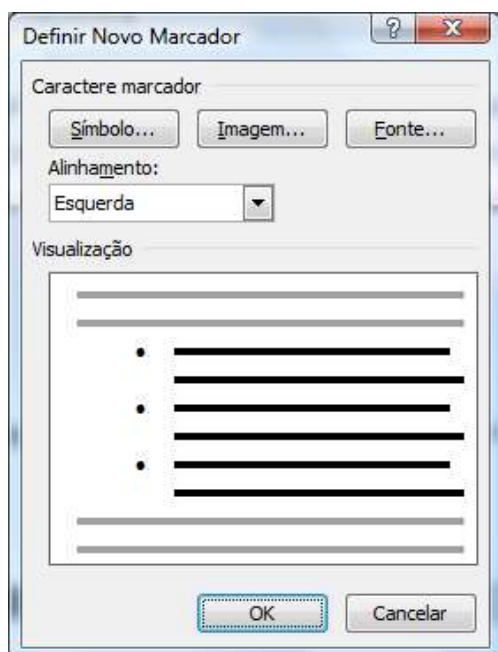 Definir Novo Marcador
Caractere marcador
Símbolo... Imagem... Fonte...
Alinhamento:
Esquerda
Visualização
OK Cancelar